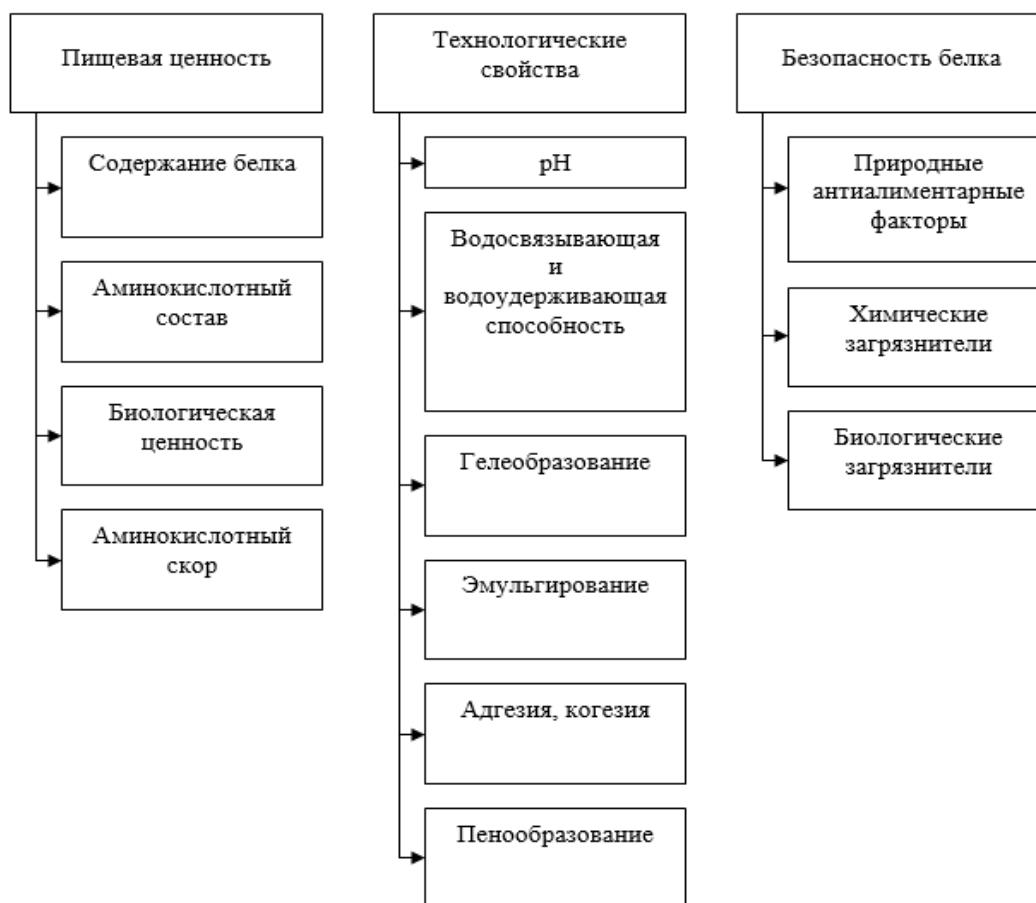 Пищевая ценность
Содержание белка
Аминокислотный
состав
Биологическая
ценность
Аминокислотный
скор
Технологические
свойства
pH
Водосвязывающая
и
водоудерживающая
способность
Гелеобразование
Эмульгирование
Адгезия, когезия
Пенообразование
Безопасность белка
Природные
антиалиментарные
факторы
Химические
загрязнители
Биологические
загрязнители